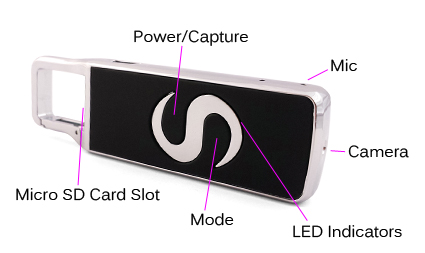 Power/Capture
Mic
Camera
Micro SD Card Slot
Mode
LED Indicators